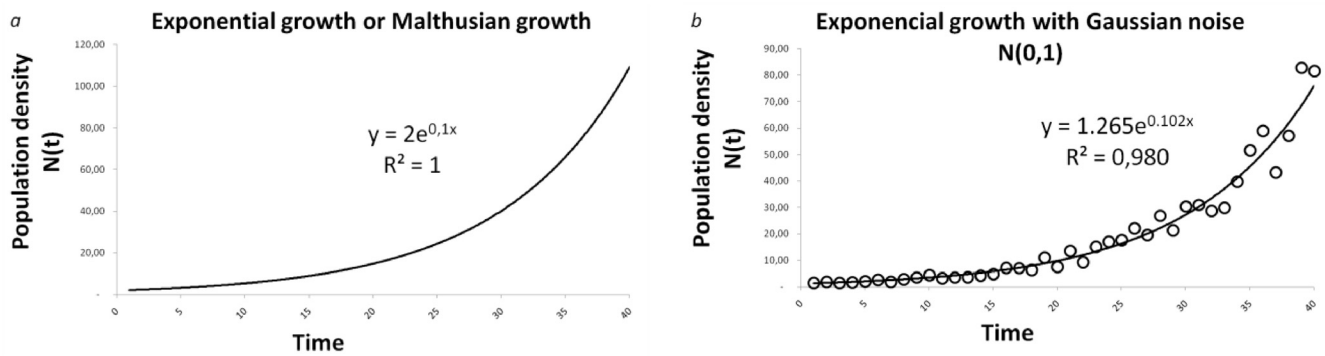 a
Exponential growth or Malthusian growth
Population density
N(t)
120,00
100,00
80,00
60,00
40,00
20,00
-
y = 2e^0,1x
R² = 1
0
5
10
15
20
25
30
35
40
Time
b
Exponencial growth with Gaussian noise
N(0,1)
Population density
N(t)
90,00
80,00
70,00
60,00
50,00
40,00
30,00
20,00
10,00
-
y = 1.265e^0.102x
R² = 0,980
0
5
10
15
20
25
30
35
40
Time